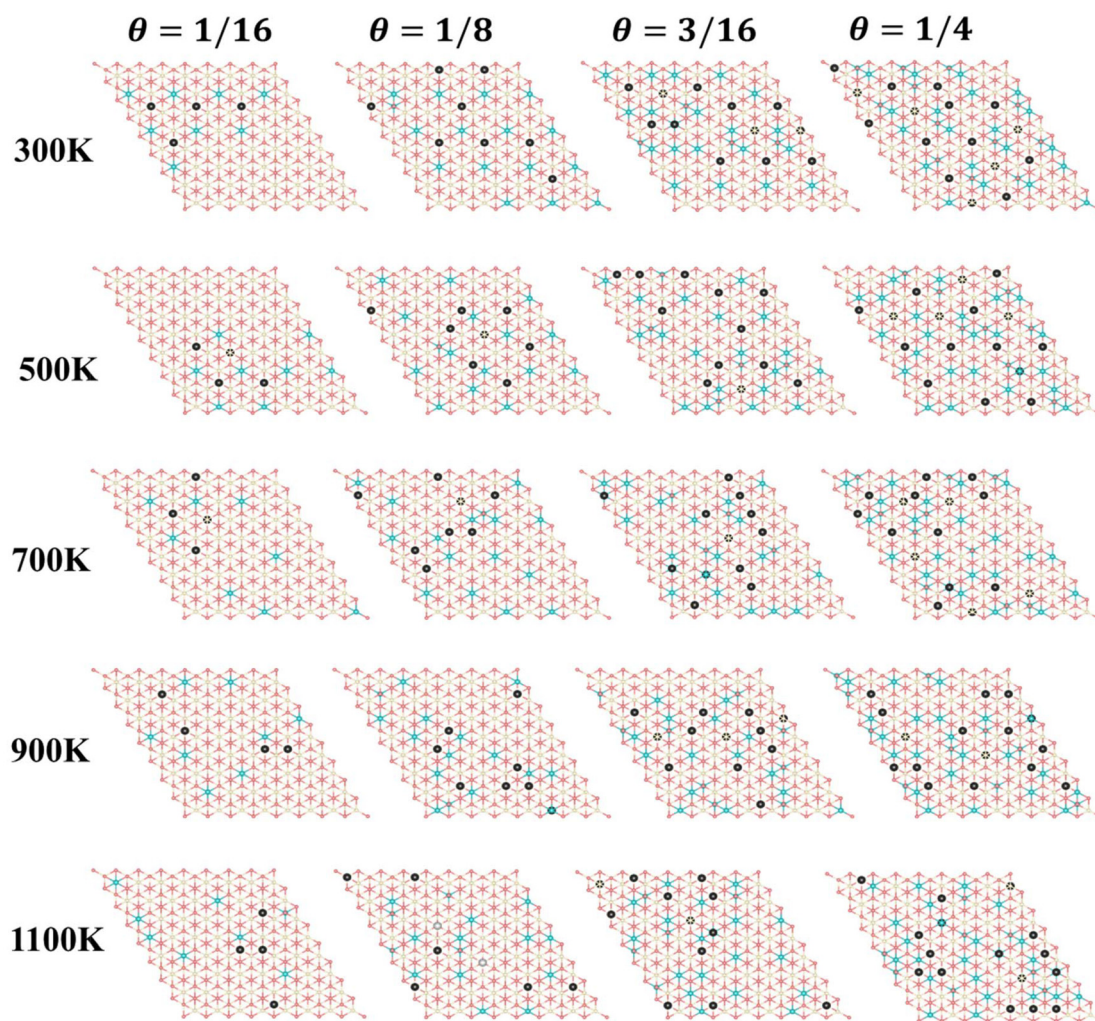 θ = 1/16 θ = 1/8 θ = 3/16 θ = 1/4
300K
500K
700K
900K
1100K